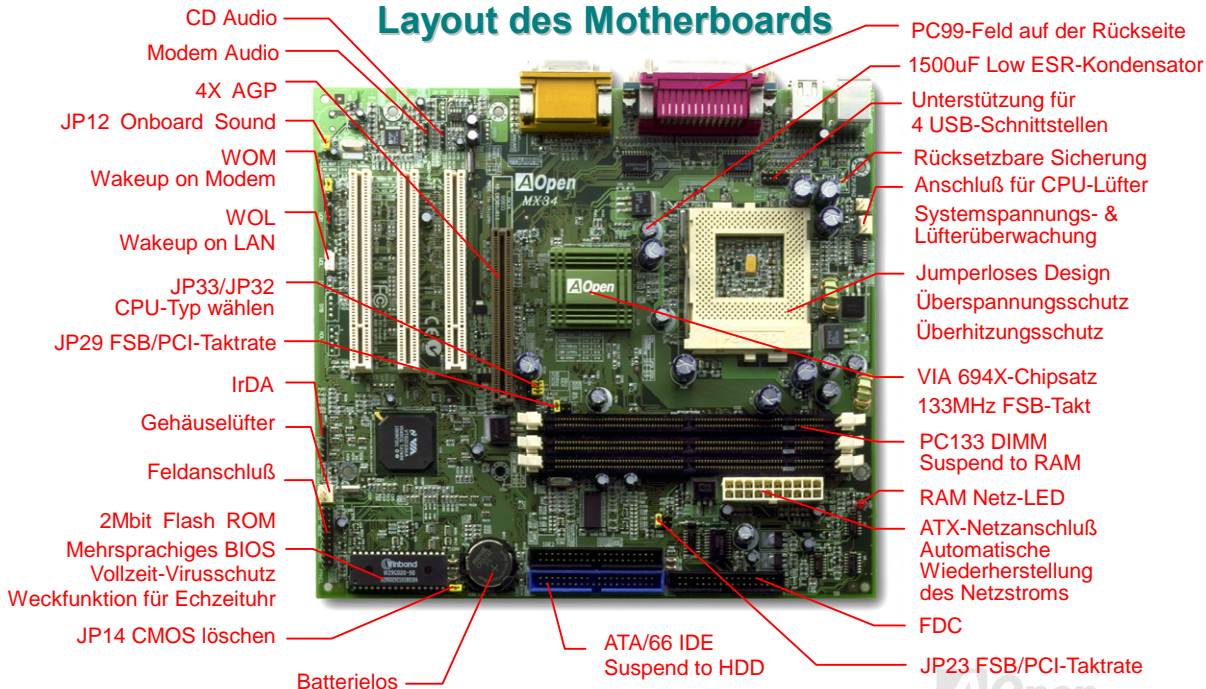 Layout des Motherboards
CD Audio
Modem Audio
4X AGP
JP12 Onboard Sound
WOM
Wakeup on Modem
WOL
Wakeup on LAN
JP33/JP32
CPU-Typ wählen
JP29 FSB/PCI-Taktrate
IrDA
Gehäuselüfter
Feldanschluß
2Mbit Flash ROM
Mehrsprachiges BIOS
Vollzeit-Virusschutz
Weckfunktion für Echzeituhr
JP14 CMOS löschen
Batterielos
ATA/66 IDE
Suspend to HDD
PC99-Feld auf der Rückseite
1500uF Low ESR-Kondensator
Unterstützung für
4 USB-Schnittstellen
Rücksetzbare Sicherung
Anschluß für CPU-Lüfter
Systemspannungs- &
Lüfterüberwachung
Jumperloses Design
Überspannungsschutz
Überhitzungsschutz
VIA 694X-Chipsatz
133MHz FSB-Takt
PC133 DIMM
Suspend to RAM
RAM Netz-LED
ATX-Netzanschluß
Automatische
Wiederherstellung
des Netzstroms
FDC
JP23 FSB/PCI-Taktrate
AOpen
MX34
AOpen
VIA
Winbond
AOpen